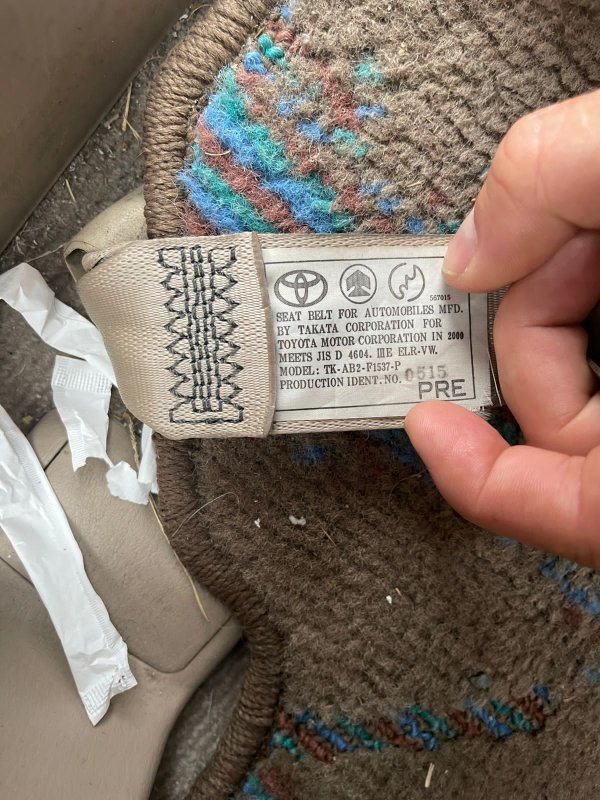 567015
SEAT BELT FOR AUTOMOBILES MFD.
BY TAKATA CORPORATION FOR
TOYOTA MOTOR CORPORATION IN 2000
MEETS JIS D 4604. ⅢE ELR-VW.
MODEL: TK-AB2-F1537-P
PRODUCTION IDENT. NO. 0515
PRE